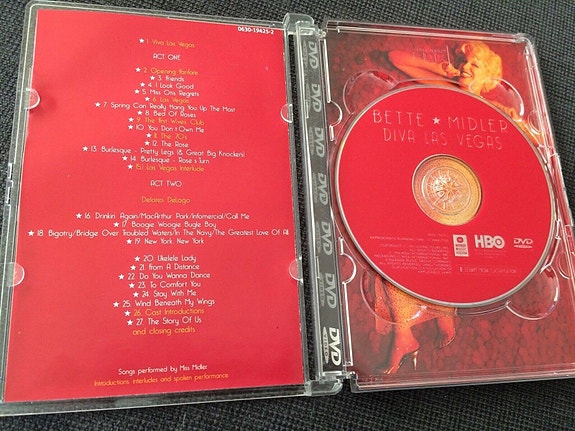 0630-19425-2
★ 1. Viva Las Vegas
ACT ONE
★ 2. Opening fanfare
★ 3. Friends
★ 4. I Look Good
★ 5. Miss Otis Regrets
★ 6. Las Vegas
★ 7. Spring Can Really Hang You Up The Most
★ 8. Bed Of Roses
★ 9. The First Wives Club
★ 10. You Don't Own Me
★ 11. The 70's
★ 12. The Rose
★ 13. Burlesque - Pretty Legs (& Great Big Knockers)
★ 14. Burlesque - Rose's Turn
★ 15. Las Vegas Interlude
ACT TWO
Delores DeLago
★ 16. Drinkin' Again/MacArthur Park/Infomercial/Call Me
★ 17. Boogie Woogie Bugle Boy
★ 18. Bigotry/Bridge Over Troubled Waters/In The Navy/The Greatest Love Of All
★ 19. New York New York
★ 20. Ukelele Lady
★ 21. From A Distance
★ 22. Do You Wanna Dance
★ 23. To Comfort You
★ 24. Stay With Me
★ 25. Wind Beneath My Wings
★ 26. Cast Introductions
★ 27. The Story Of Us
and closing credits
Songs performed by Miss Midler
Introductions, interludes and spoken performances
DVD
DVD
DVD
DVD
DVD
DVD
DVD
DVD
BETTE ★ MIDLER
DIVA LAS VEGAS
HBO
DVD